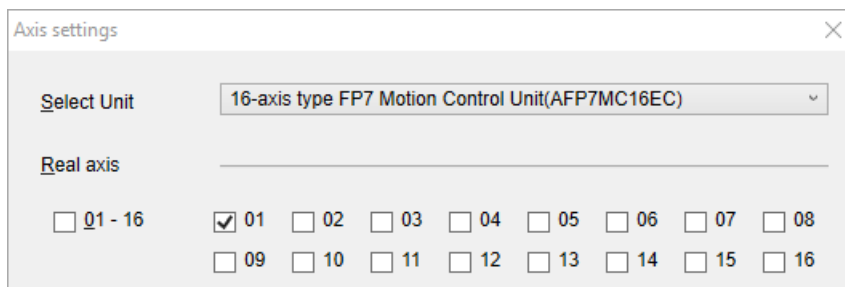 Axis settings
Select Unit 16-axis type FP7 Motion Control Unit(AFP7MC16EC)
Real axis
01 - 16 01 02 03 04 05 06 07 08
09 10 11 12 13 14 15 16